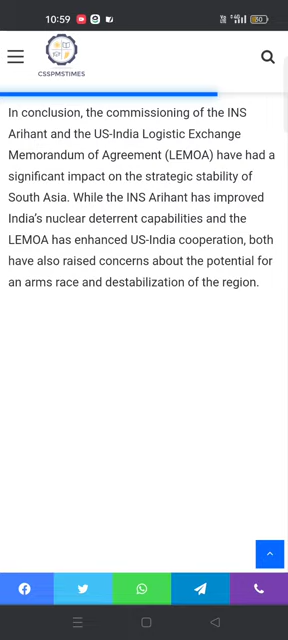 10:59
80
CSSPMSTIMES
In conclusion, the commissioning of the INS
Arihant and the US-India Logistic Exchange
Memorandum of Agreement (LEMOA) have had a
significant impact on the strategic stability of
South Asia. While the INS Arihant has improved
India’s nuclear deterrent capabilities and the
LEMOA has enhanced US-India cooperation, both
have also raised concerns about the potential for
an arms race and destabilization of the region.